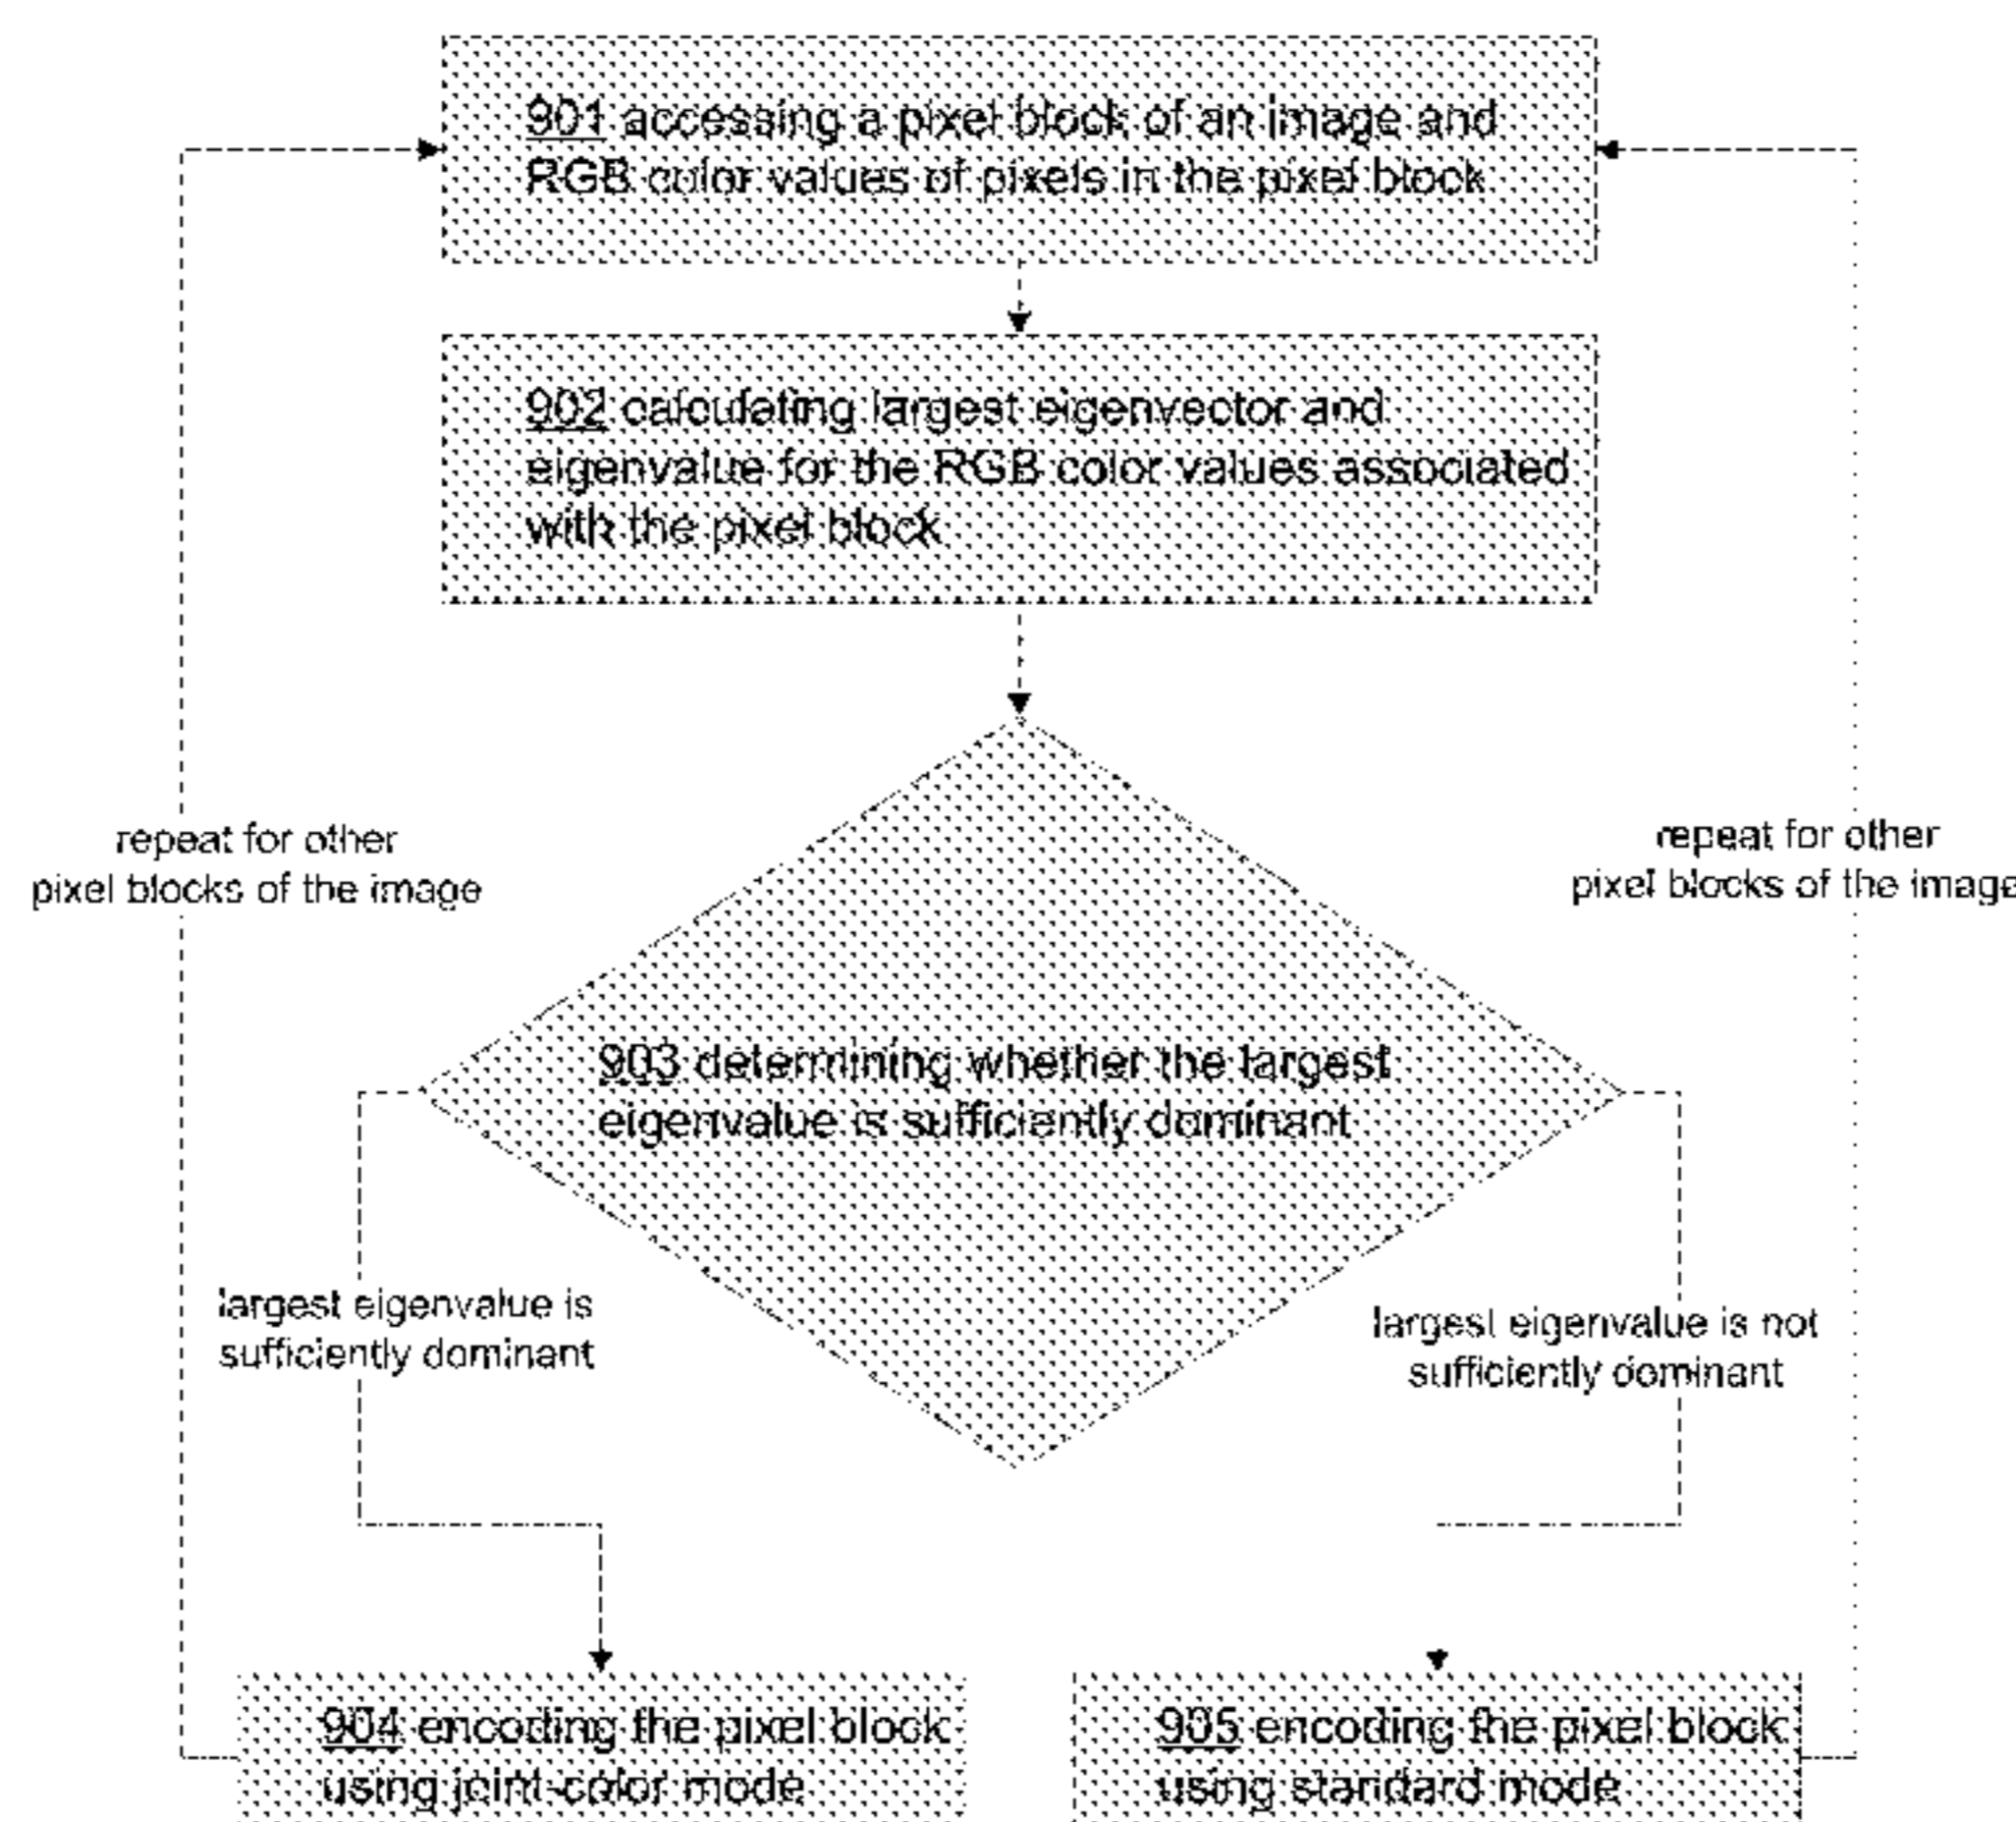 901 accessing a pixel block of an image and
RGB color values of pixels in the pixel block
902 calculating largest eigenvector and
eigenvalue for the RGB color values associated
with the pixel block
repeat for other
pixel blocks of the image
repeat for other
pixel blocks of the image
903 determining whether the largest
eigenvalue is sufficiently dominant
largest eigenvalue is
sufficiently dominant
largest eigenvalue is not
sufficiently dominant
904 encoding the pixel block
using joint-color mode
905 encoding the pixel block
using standard mode